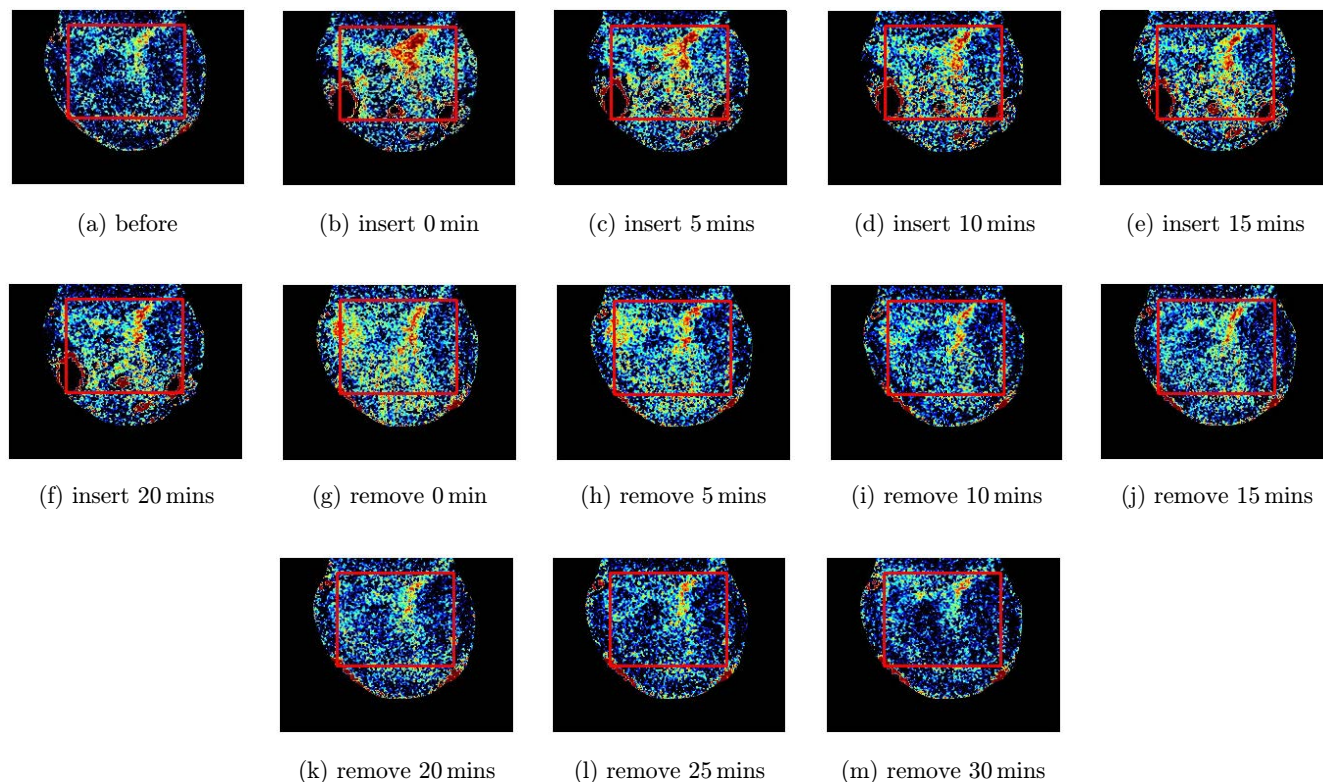 (a) before
(b) insert 0 min
(c) insert 5 mins
(d) insert 10 mins
(e) insert 15 mins
(f) insert 20 mins
(g) remove 0 min
(h) remove 5 mins
(i) remove 10 mins
(j) remove 15 mins
(k) remove 20 mins
(l) remove 25 mins
(m) remove 30 mins